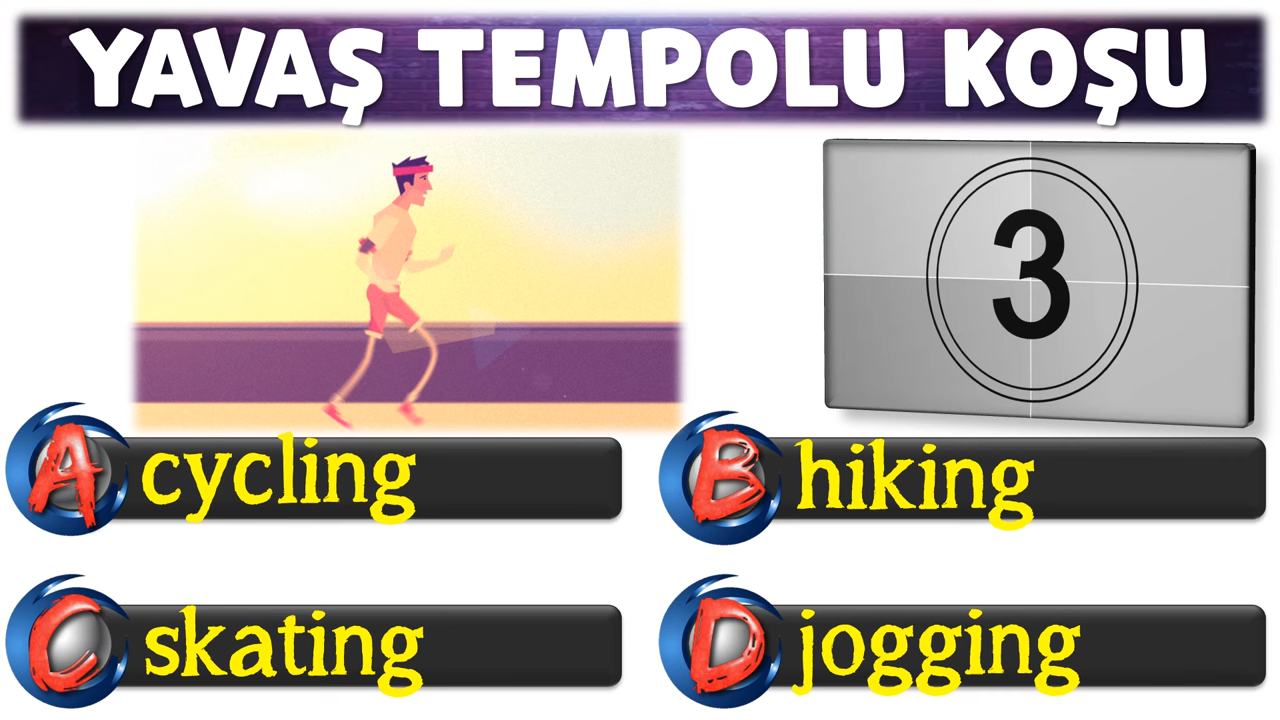 YAVAŞ TEMPOLU KOŞU
3
A cycling
B hiking
C skating
D jogging